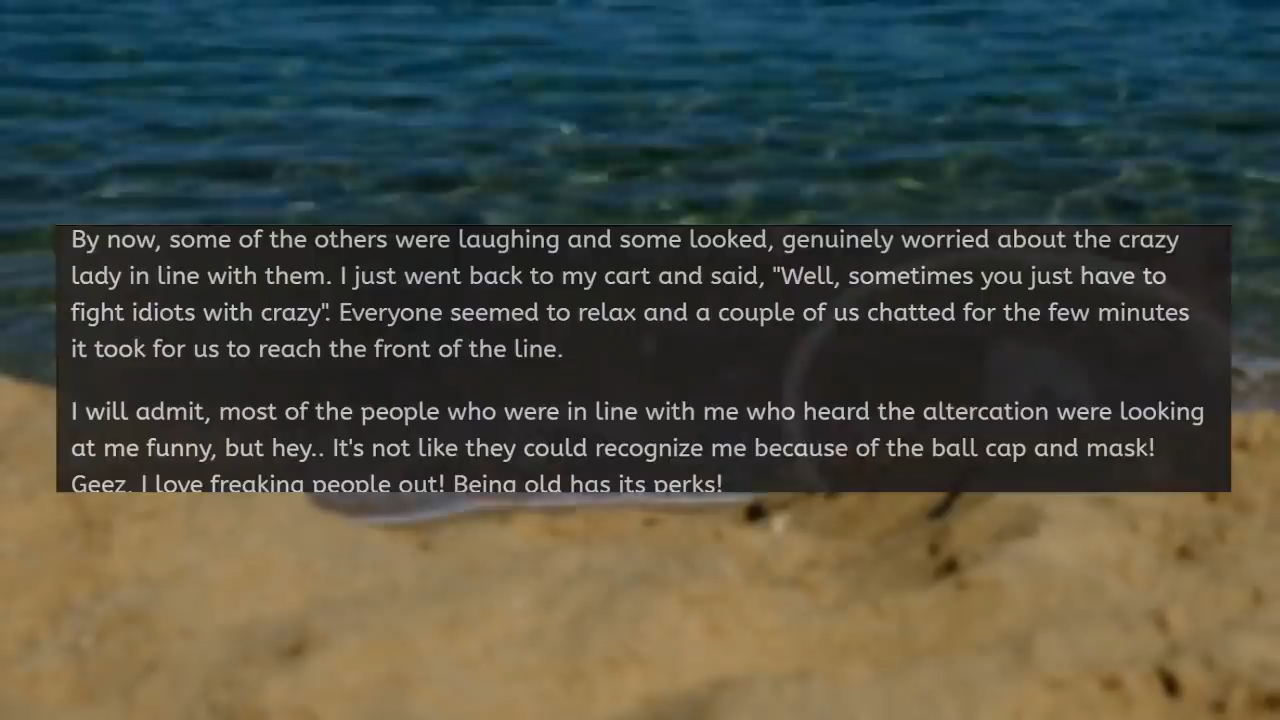 By now, some of the others were laughing and some looked, genuinely worried about the crazy
lady in line with them. I just went back to my cart and said, "Well, sometimes you just have to
fight idiots with crazy". Everyone seemed to relax and a couple of us chatted for the few minutes
it took for us to reach the front of the line.
I will admit, most of the people who were in line with me who heard the altercation were looking
at me funny, but hey.. It's not like they could recognize me because of the ball cap and mask!
Geez, I love freaking people out! Being old has its perks!